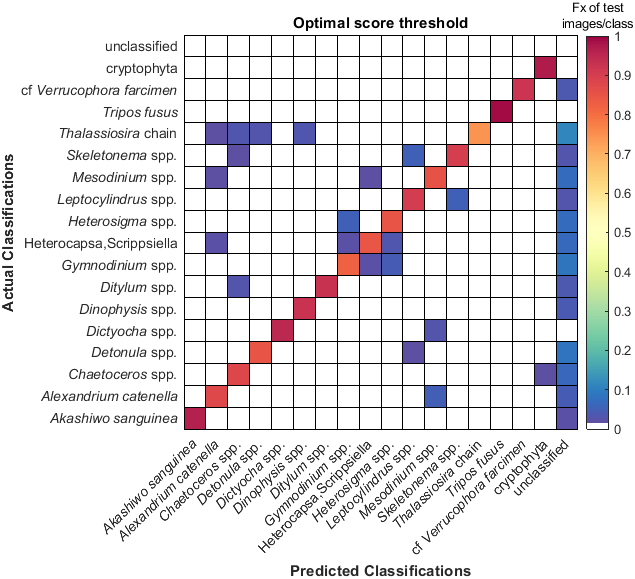 Optimal score threshold
Fx of test
images/class
Actual Classifications
unclassified
cryptophyta
cf Verrucophora farcimen
Tripos fusus
Thalassiosira chain
Skeletonema spp.
Mesodinium spp.
Leptocylindrus spp.
Heterosigma spp.
Heterocapsa,Scrippsiella
Gymnodinium spp.
Ditylum spp.
Dinophysis spp.
Dictyocha spp.
Detonula spp.
Chaetoceros spp.
Alexandrium catenella
Akashiwo sanguinea
1
0.9
0.8
0.7
0.6
0.5
0.4
0.3
0.2
0.1
0
Akashiwo sanguinea
Alexandrium catenella
Chaetoceros spp.
Detonula spp.
Dictyocha spp.
Dinophysis spp.
Ditylum spp.
Gymnodinium spp.
Heterocapsa,Scrippsiella
Heterosigma spp.
Leptocylindrus spp.
Mesodinium spp.
Skeletonema spp.
Thalassiosira chain
Tripos fusus
cf Verrucophora farcimen
cryptophyta
unclassified
Predicted Classifications